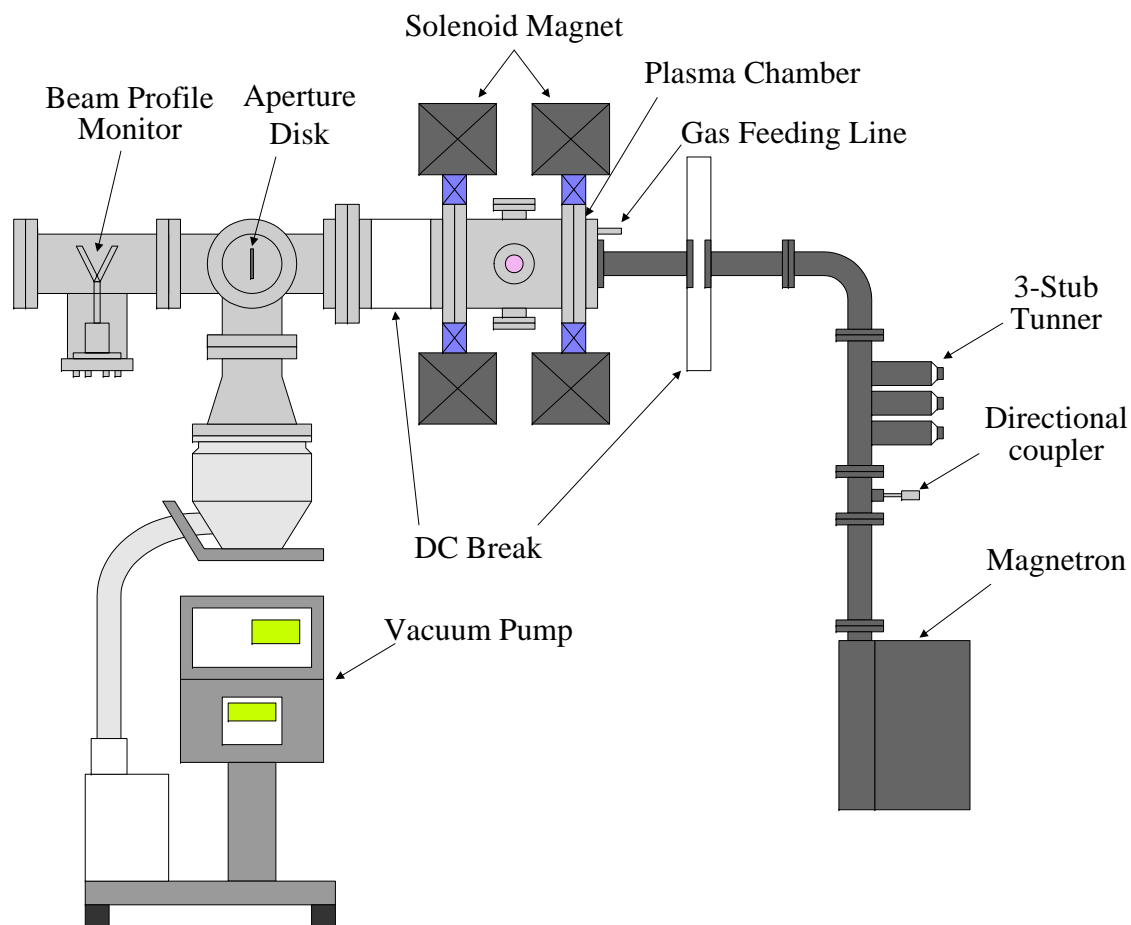 Solenoid Magnet
Plasma Chamber
Beam Profile
Monitor
Aperture
Disk
Gas Feeding Line
3-Stub
Tunner
Directional
coupler
DC Break
Magnetron
Vacuum Pump